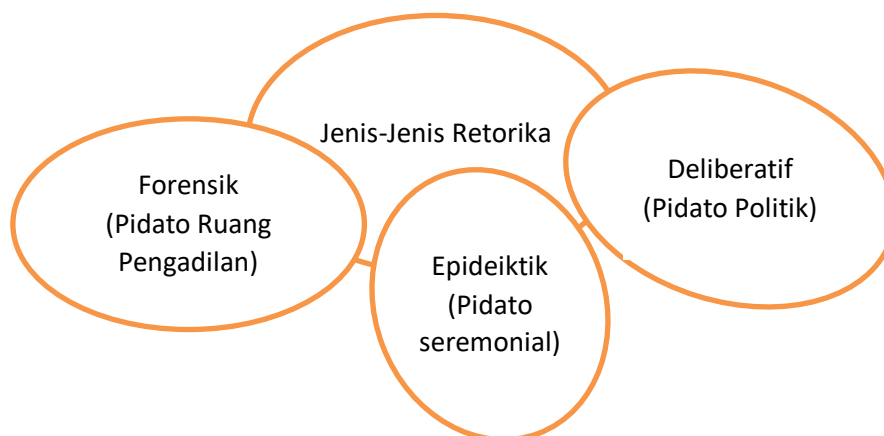 Jenis-Jenis Retorika
Forensik
(Pidato Ruang
Pengadilan)
Epideiktik
(Pidato
seremonial)
Deliberatif
(Pidato Politik)